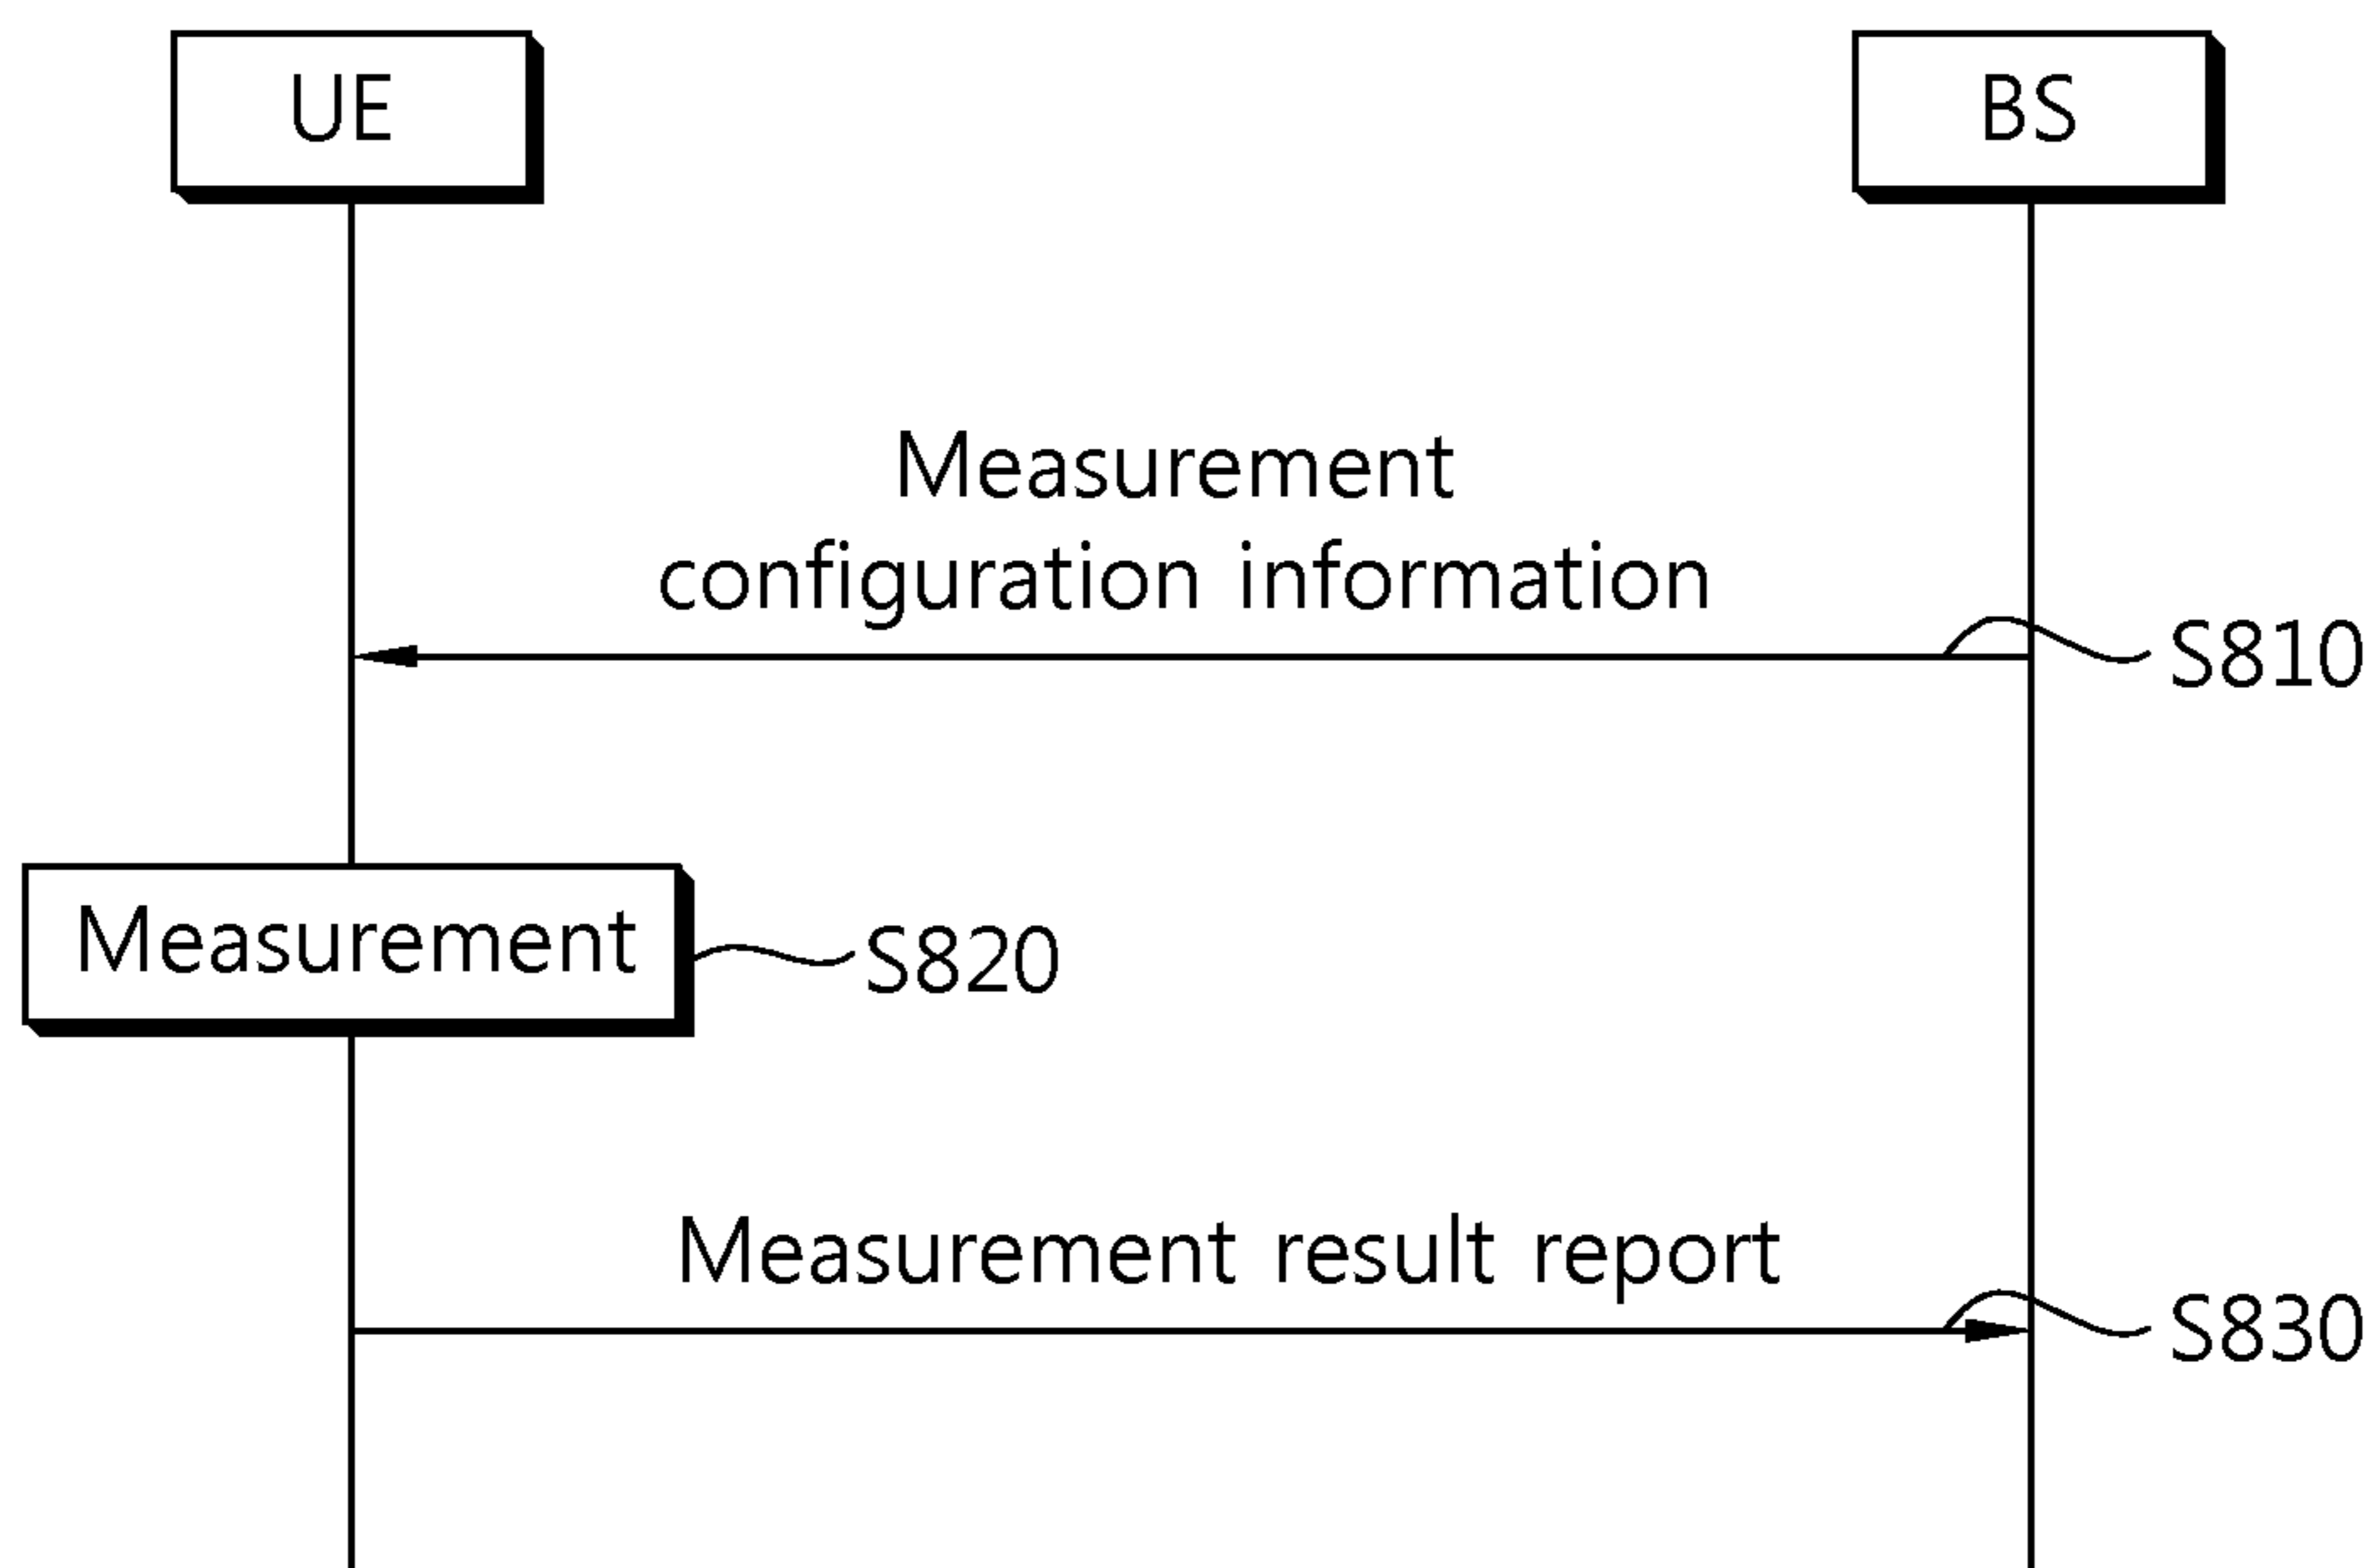 UE
BS
Measurement
configuration information
S810
Measurement
S820
Measurement result report
S830